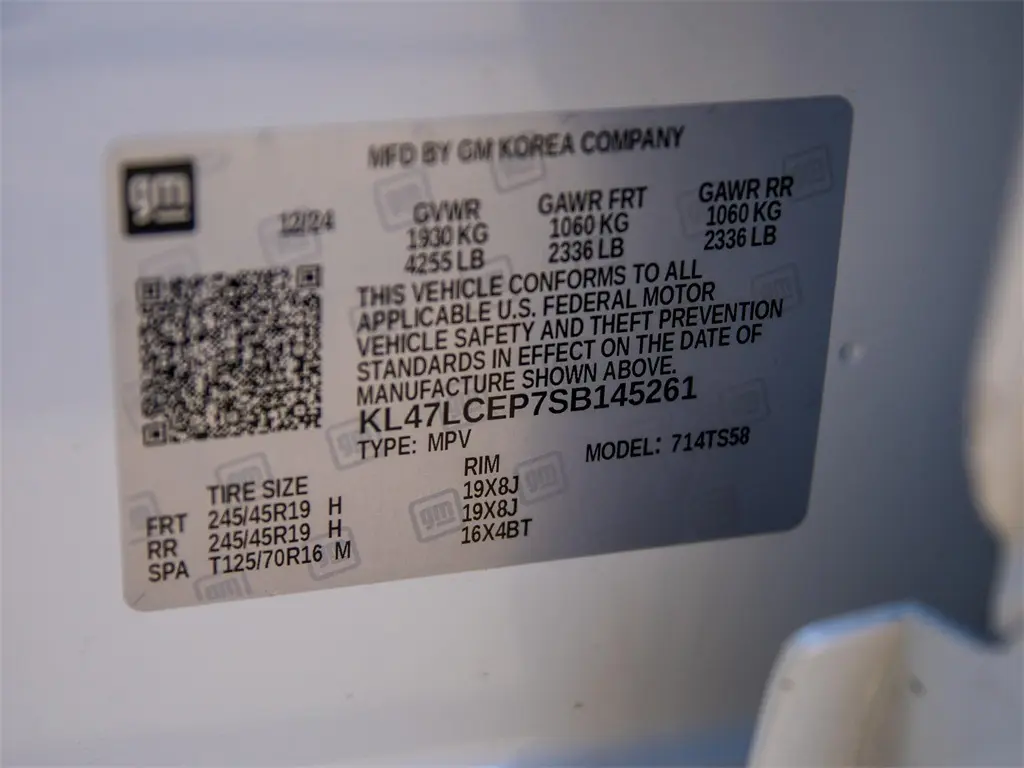 gm
MFD BY GM KOREA COMPANY
12/24
GVWR GAWR FRT GAWR RR
1930 KG 1060 KG 1060 KG
4255 LB 2336 LB 2336 LB
THIS VEHICLE CONFORMS TO ALL
APPLICABLE U.S. FEDERAL MOTOR
VEHICLE SAFETY AND THEFT PREVENTION
STANDARDS IN EFFECT ON THE DATE OF
MANUFACTURE SHOWN ABOVE.
KL47LCEP7SB145261
TYPE: MPV MODEL: 714TS58
TIRE SIZE RIM
FRT 245/45R19 H 19X8J
RR 245/45R19 H 19X8J
SPA T125/70R16 M 16X4BT